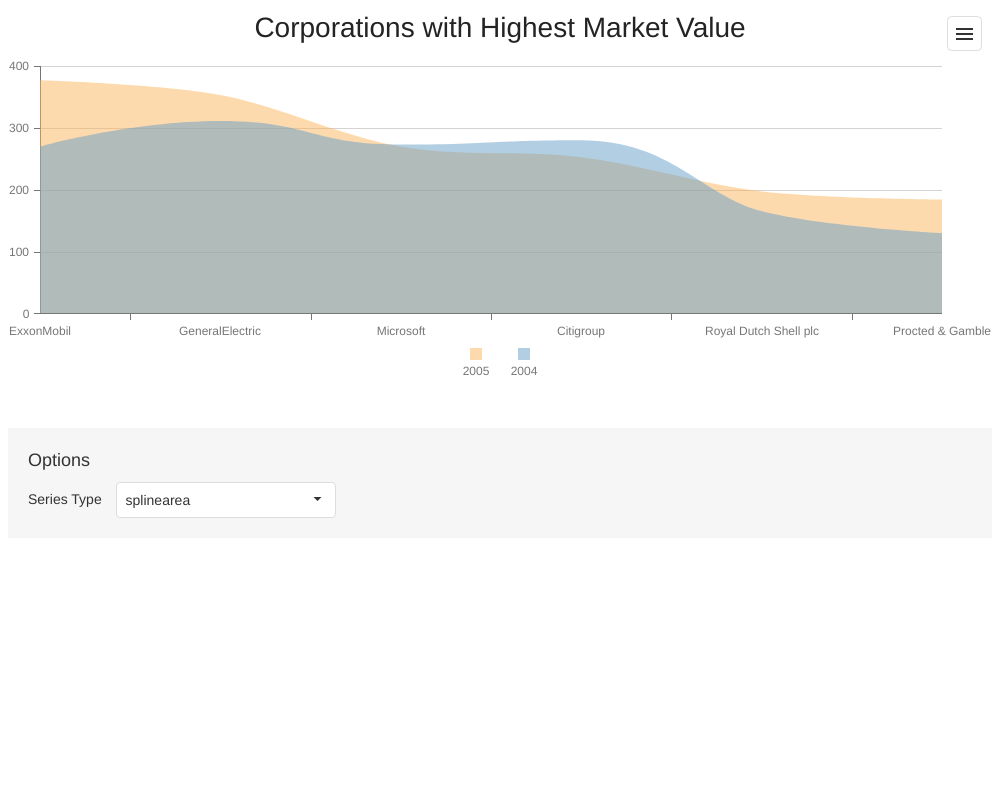 Corporations with Highest Market Value
400
300
200
100
0
ExxonMobil GeneralElectric Microsoft Citigroup Royal Dutch Shell plc Procted & Gamble
2005 2004
Options
Series Type splinearea